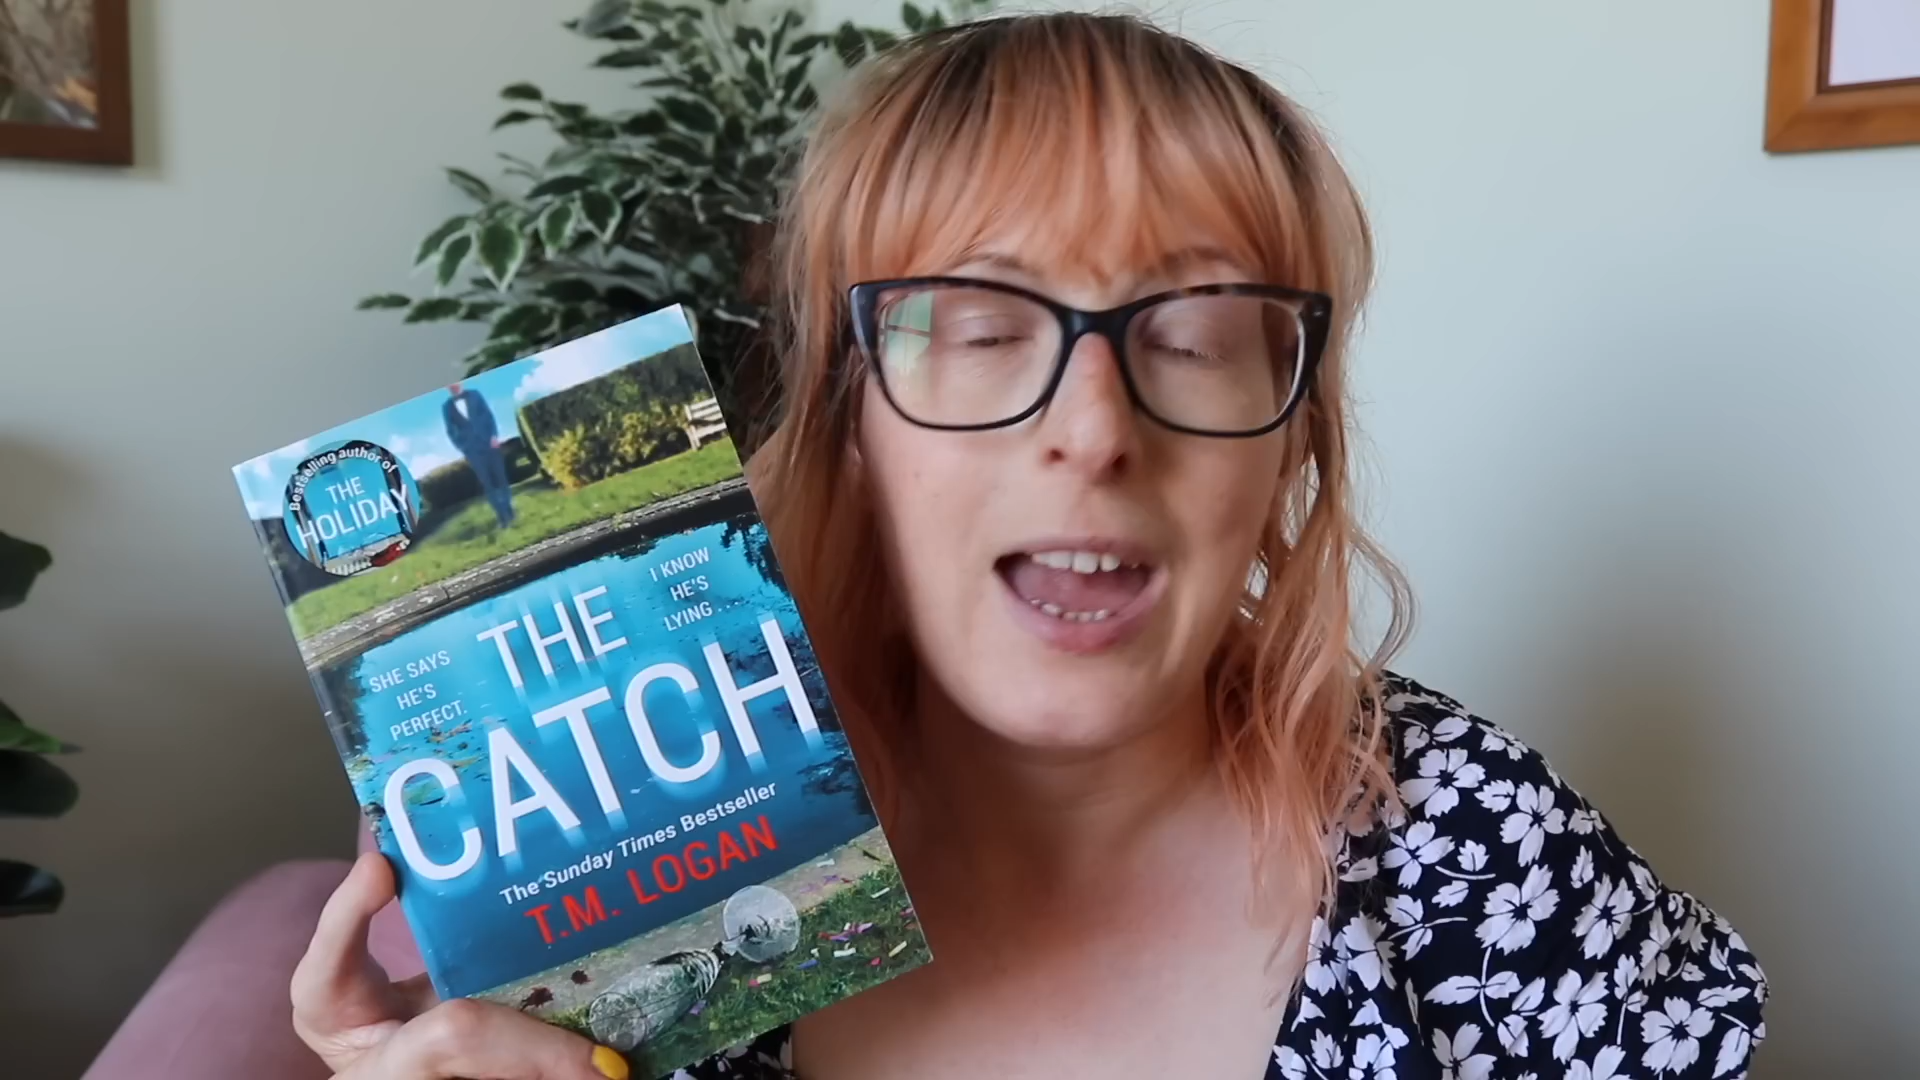 Bestselling author of
THE
HOLIDAY
I KNOW
HE'S
LYING . . .
SHE SAYS
HE'S
PERFECT.
THE
CATCH
The Sunday Times Bestseller
T.M. LOGAN